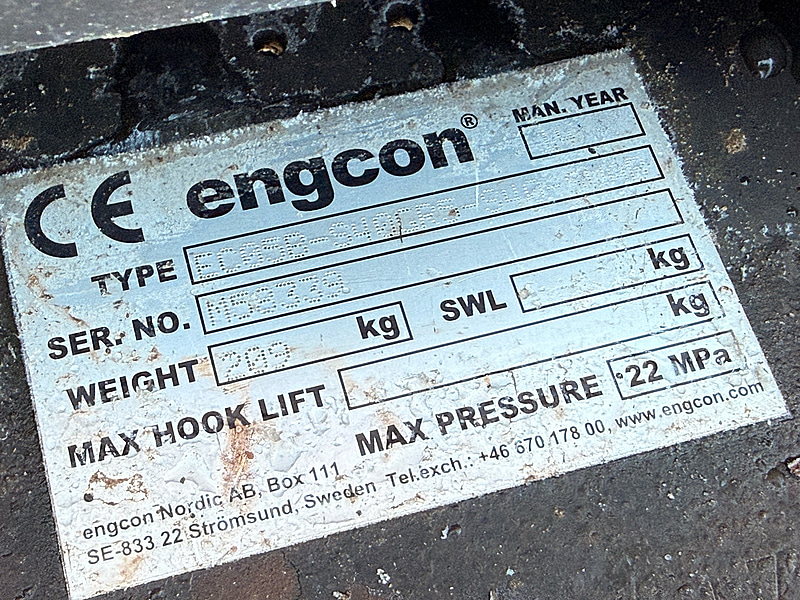 CE engcon® MAN. YEAR
TYPE
SER. NO.
WEIGHT 209 kg SWL kg
MAX HOOK LIFT kg
MAX PRESSURE 22 MPa
engcon Nordic AB, Box 111
SE-833 22 Strömsund, Sweden Tel.exch.: +46 670 178 00, www.engcon.com